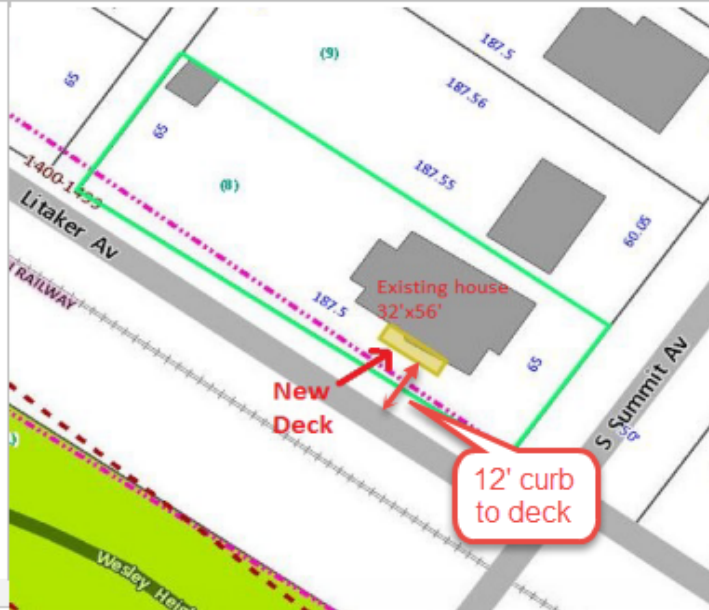 187.5
(9)
65
187.56
65
187.55
1400-1499
(8)
60.05
Litaker Av
RAILWAY
Existing house
32'x56'
187.5
65
S Summit Av
50'
New
Deck
12' curb
to deck
Wesley Heig